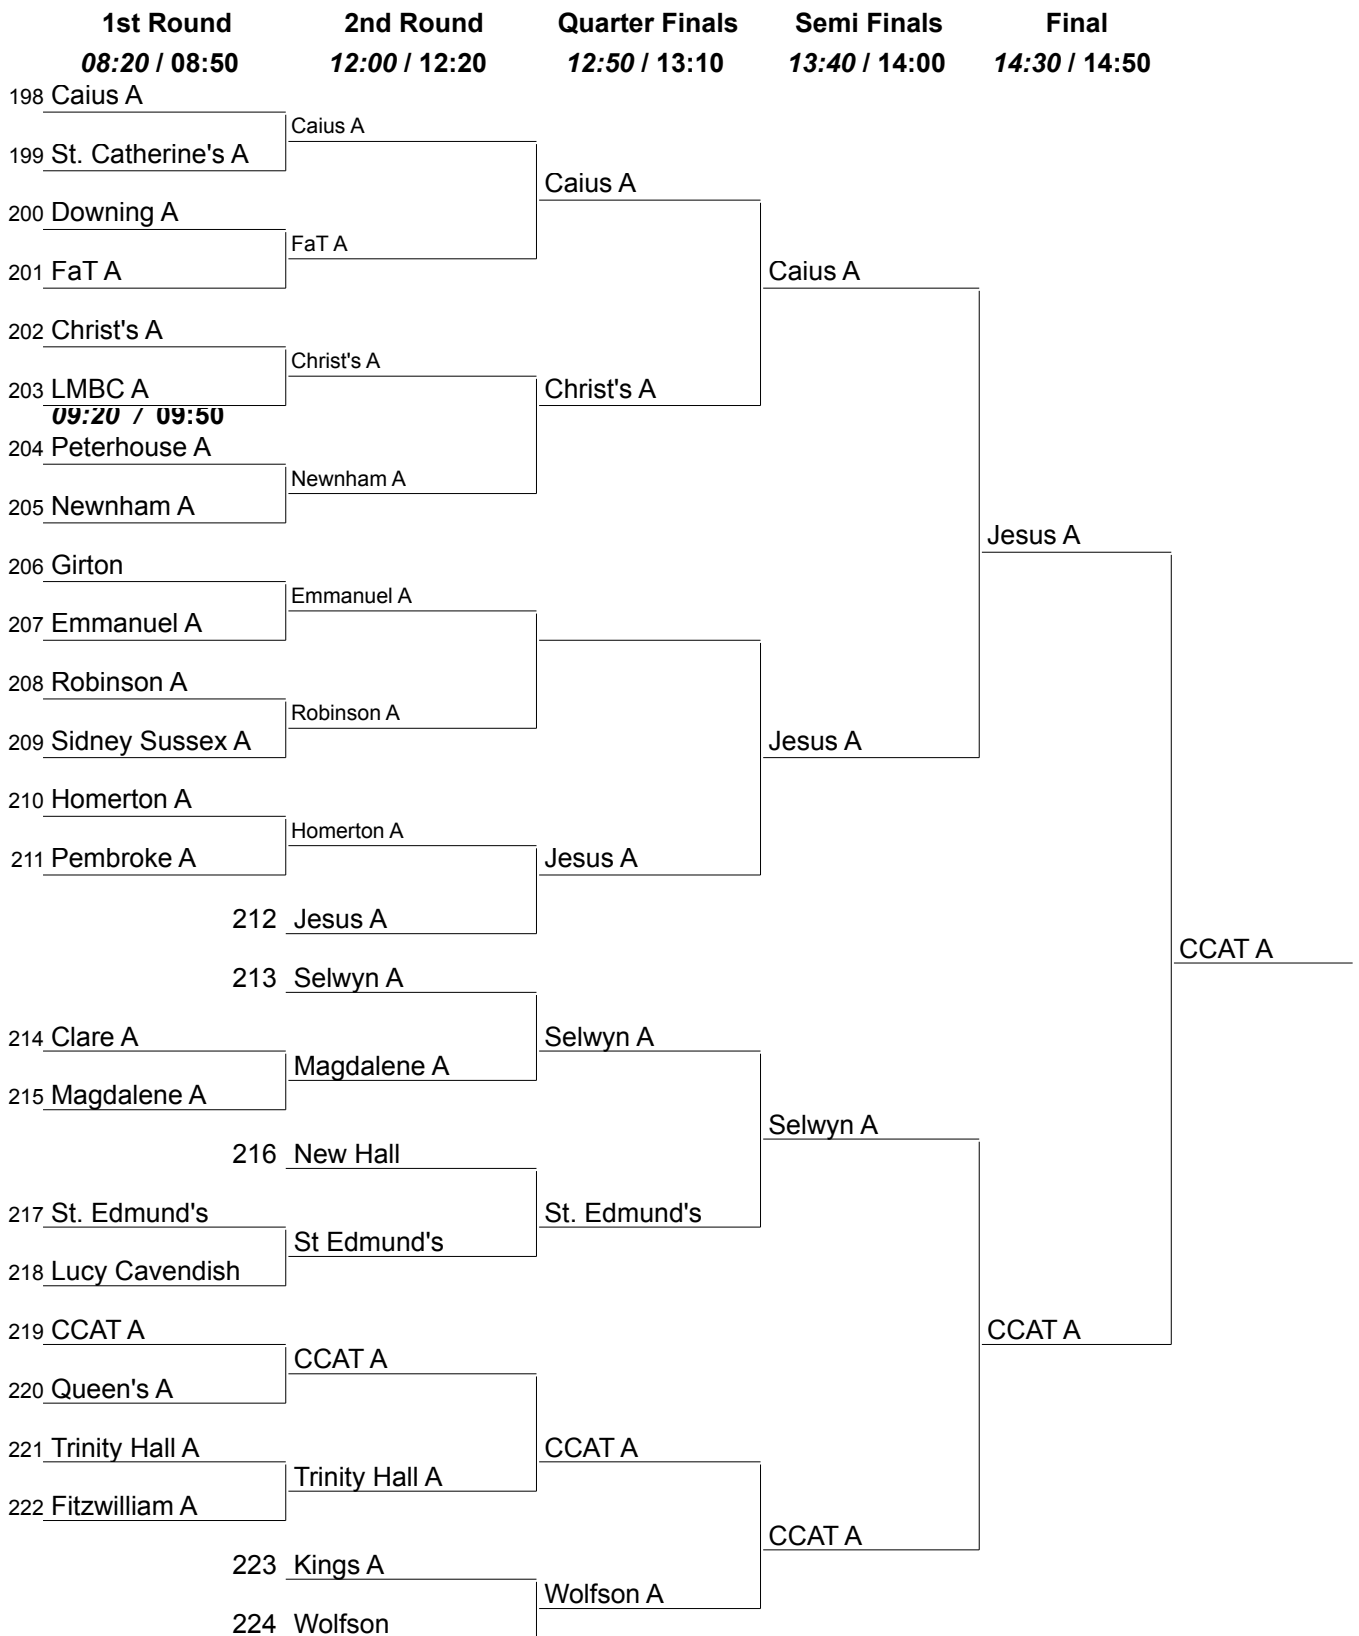 1st Round 2nd Round Quarter Finals Semi Finals Final
08:20 / 08:50 12:00 / 12:20 12:50 / 13:10 13:40 / 14:00 14:30 / 14:50
198 Caius A
Caius A
199 St. Catherine's A
Caius A
200 Downing A
FaT A
201 FaT A
Caius A
202 Christ's A
Christ's A
203 LMBC A
Christ's A
09:20 / 09:50
204 Peterhouse A
Newnham A
205 Newnham A
Jesus A
206 Girton
Emmanuel A
207 Emmanuel A
208 Robinson A
Robinson A
209 Sidney Sussex A
Jesus A
210 Homerton A
Homerton A
211 Pembroke A
Jesus A
212 Jesus A
CCAT A
213 Selwyn A
214 Clare A
Selwyn A
Magdalene A
215 Magdalene A
Selwyn A
216 New Hall
217 St. Edmund's
St. Edmund's
St Edmund's
218 Lucy Cavendish
219 CCAT A
CCAT A
CCAT A
220 Queen's A
221 Trinity Hall A
CCAT A
Trinity Hall A
222 Fitzwilliam A
CCAT A
223 Kings A
Wolfson A
224 Wolfson